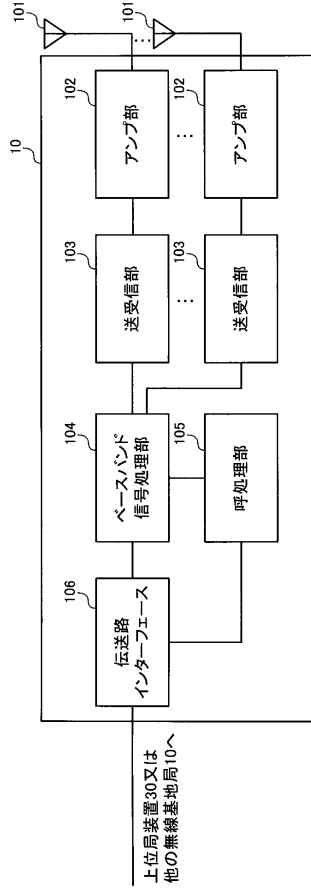 10
101
101
102
アンプ部
102
アンプ部
103
送受信部
103
送受信部
104
ベースバンド
信号処理部
105
呼処理部
106
伝送路
インターフェース
上位局装置30又は
他の無線基地局10へ